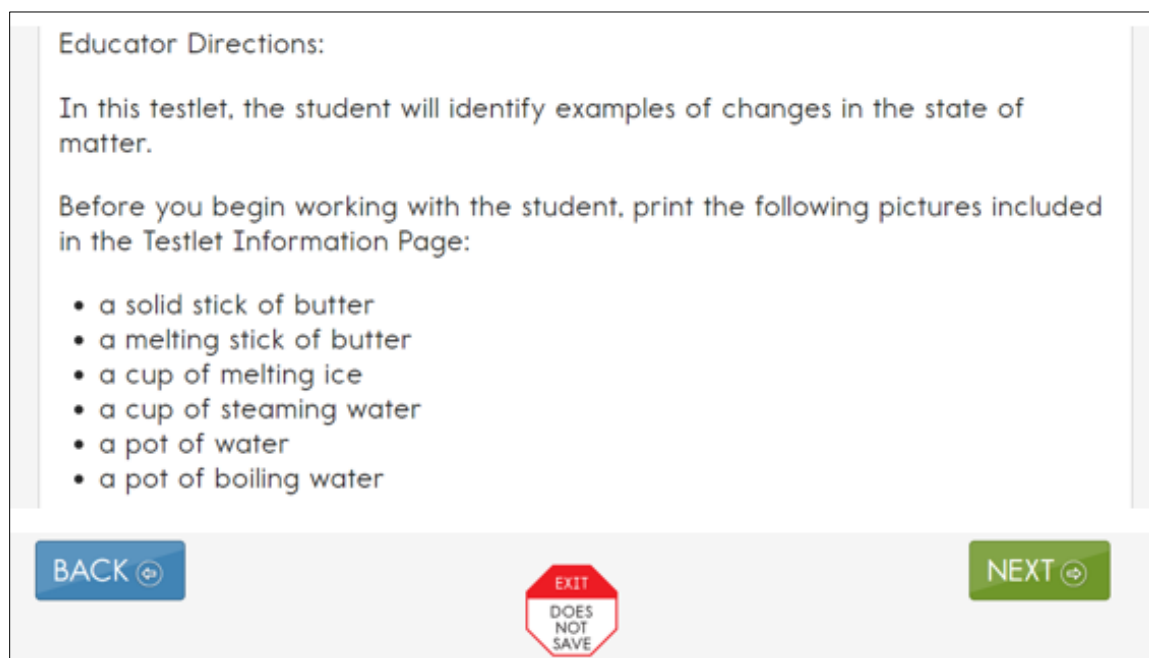 Educator Directions:
In this testlet, the student will identify examples of changes in the state of
matter.
Before you begin working with the student, print the following pictures included
in the Testlet Information Page:
• a solid stick of butter
• a melting stick of butter
• a cup of melting ice
• a cup of steaming water
• a pot of water
• a pot of boiling water
BACK
EXIT
DOES
NOT
SAVE
NEXT